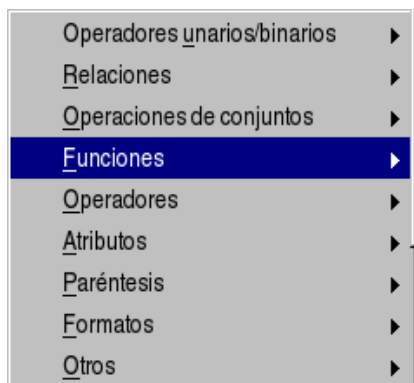 Operadores unarios/binarios
Relaciones
Operaciones de conjuntos
Funciones
Operadores
Atributos
Paréntesis
Formatos
Otros